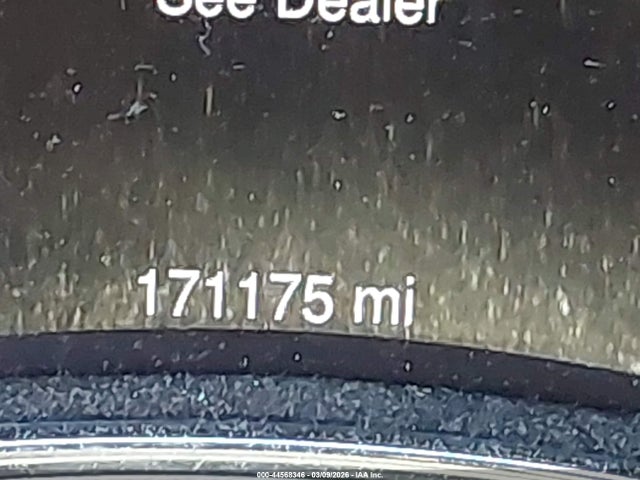 See Dealer
171175 mi
000-44568346 - 03/09/2026 - IAA Inc.